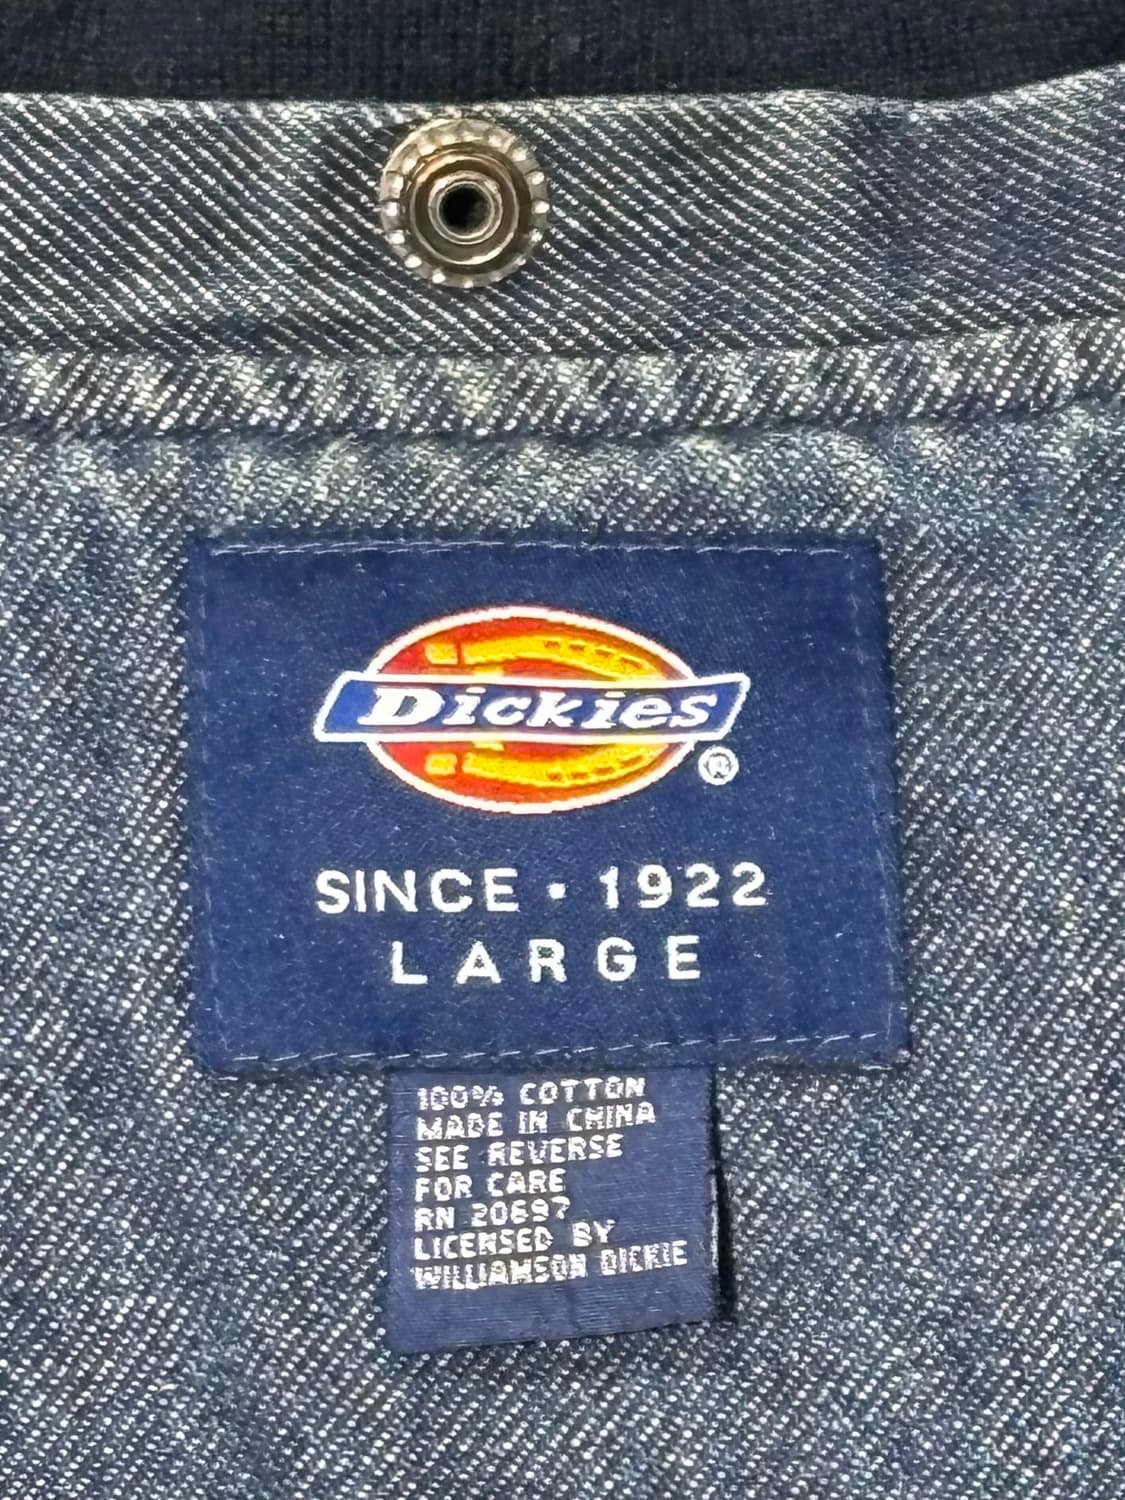 Dickies®
SINCE • 1922
LARGE
100% COTTON
MADE IN CHINA
SEE REVERSE
FOR CARE
RN 20697
LICENSED BY
WILLIAMSON DICKIE